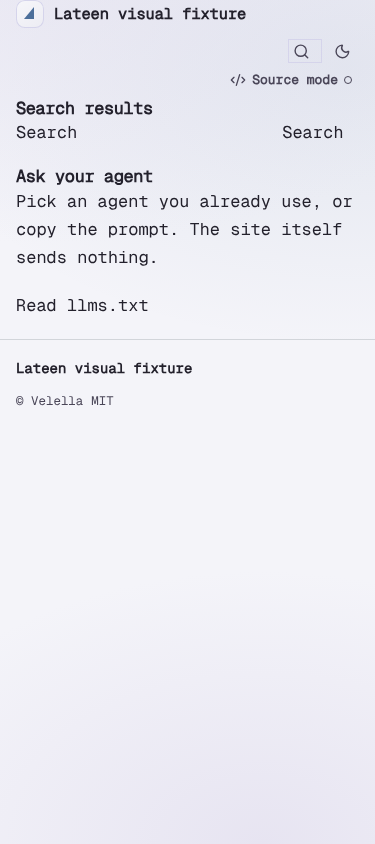 Lateen visual fixture
</> Source mode
Search results
Search Search
Ask your agent
Pick an agent you already use, or
copy the prompt. The site itself
sends nothing.
Read llms.txt
Lateen visual fixture
© Velella MIT